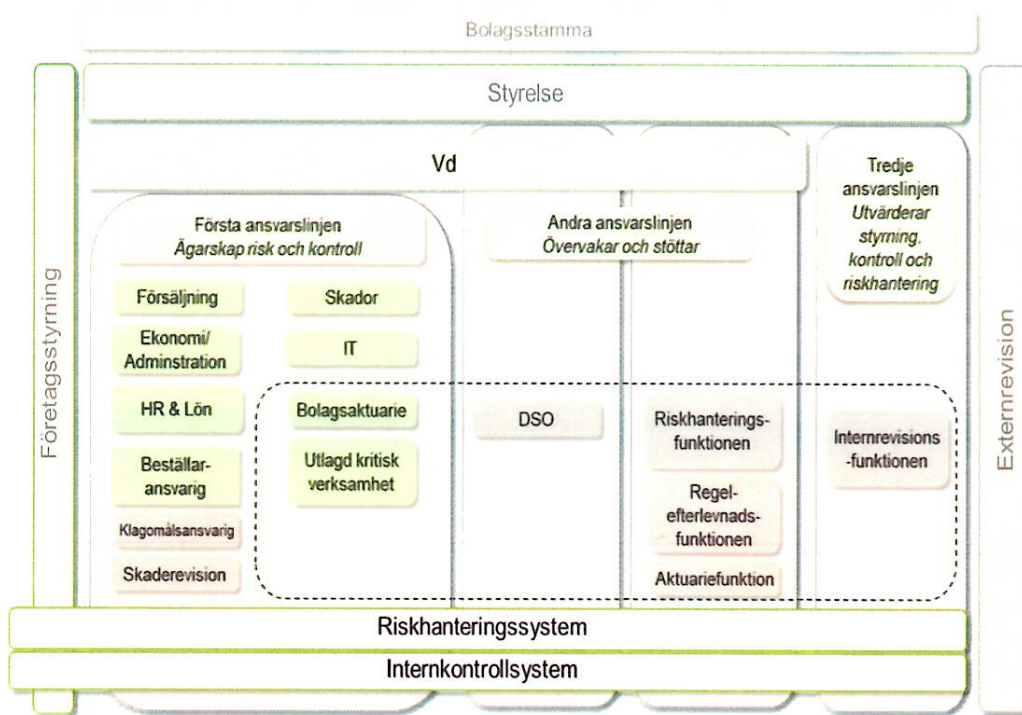 Bolagsstamma
Styrelse
Vd
Första ansvarslinjen
Ägarskap risk och kontroll
Andra ansvarslinjen
Övervakar och stöttar
Tredje
ansvarslinjen
Utvärderar
styrning,
kontroll och
riskhantering
Företagsstyrning
Försäljning
Skador
Ekonomi/
Adminstration
IT
HR & Lön
Bolagsaktuarie
DSO
Riskhanterings-
funktionen
Internrevisions
-funktionen
Beställar-
ansvarig
Utlagd kritisk
verksamhet
Regel-
efterlevnads-
funktionen
Klagomålsansvarig
Skaderevision
Aktuariefunktion
Externrevision
Riskhanteringssystem
Internkontrollsystem